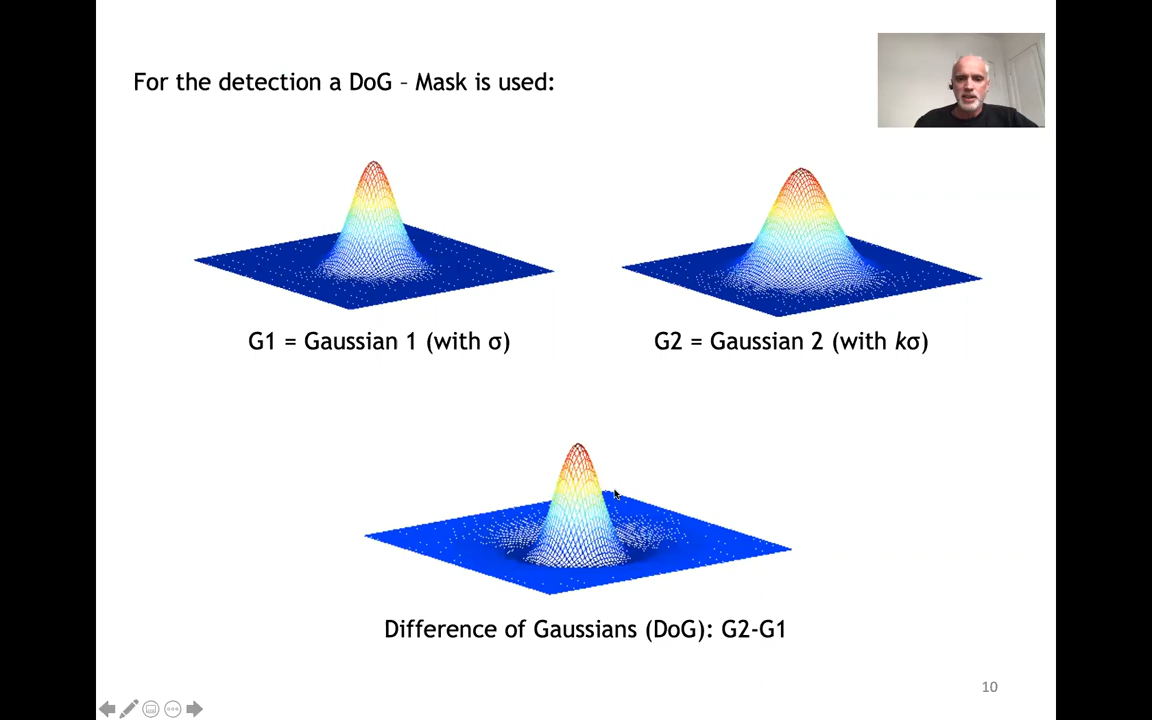 For the detection a DoG – Mask is used:
G1 = Gaussian 1 (with σ)
G2 = Gaussian 2 (with kσ)
Difference of Gaussians (DoG): G2-G1
10